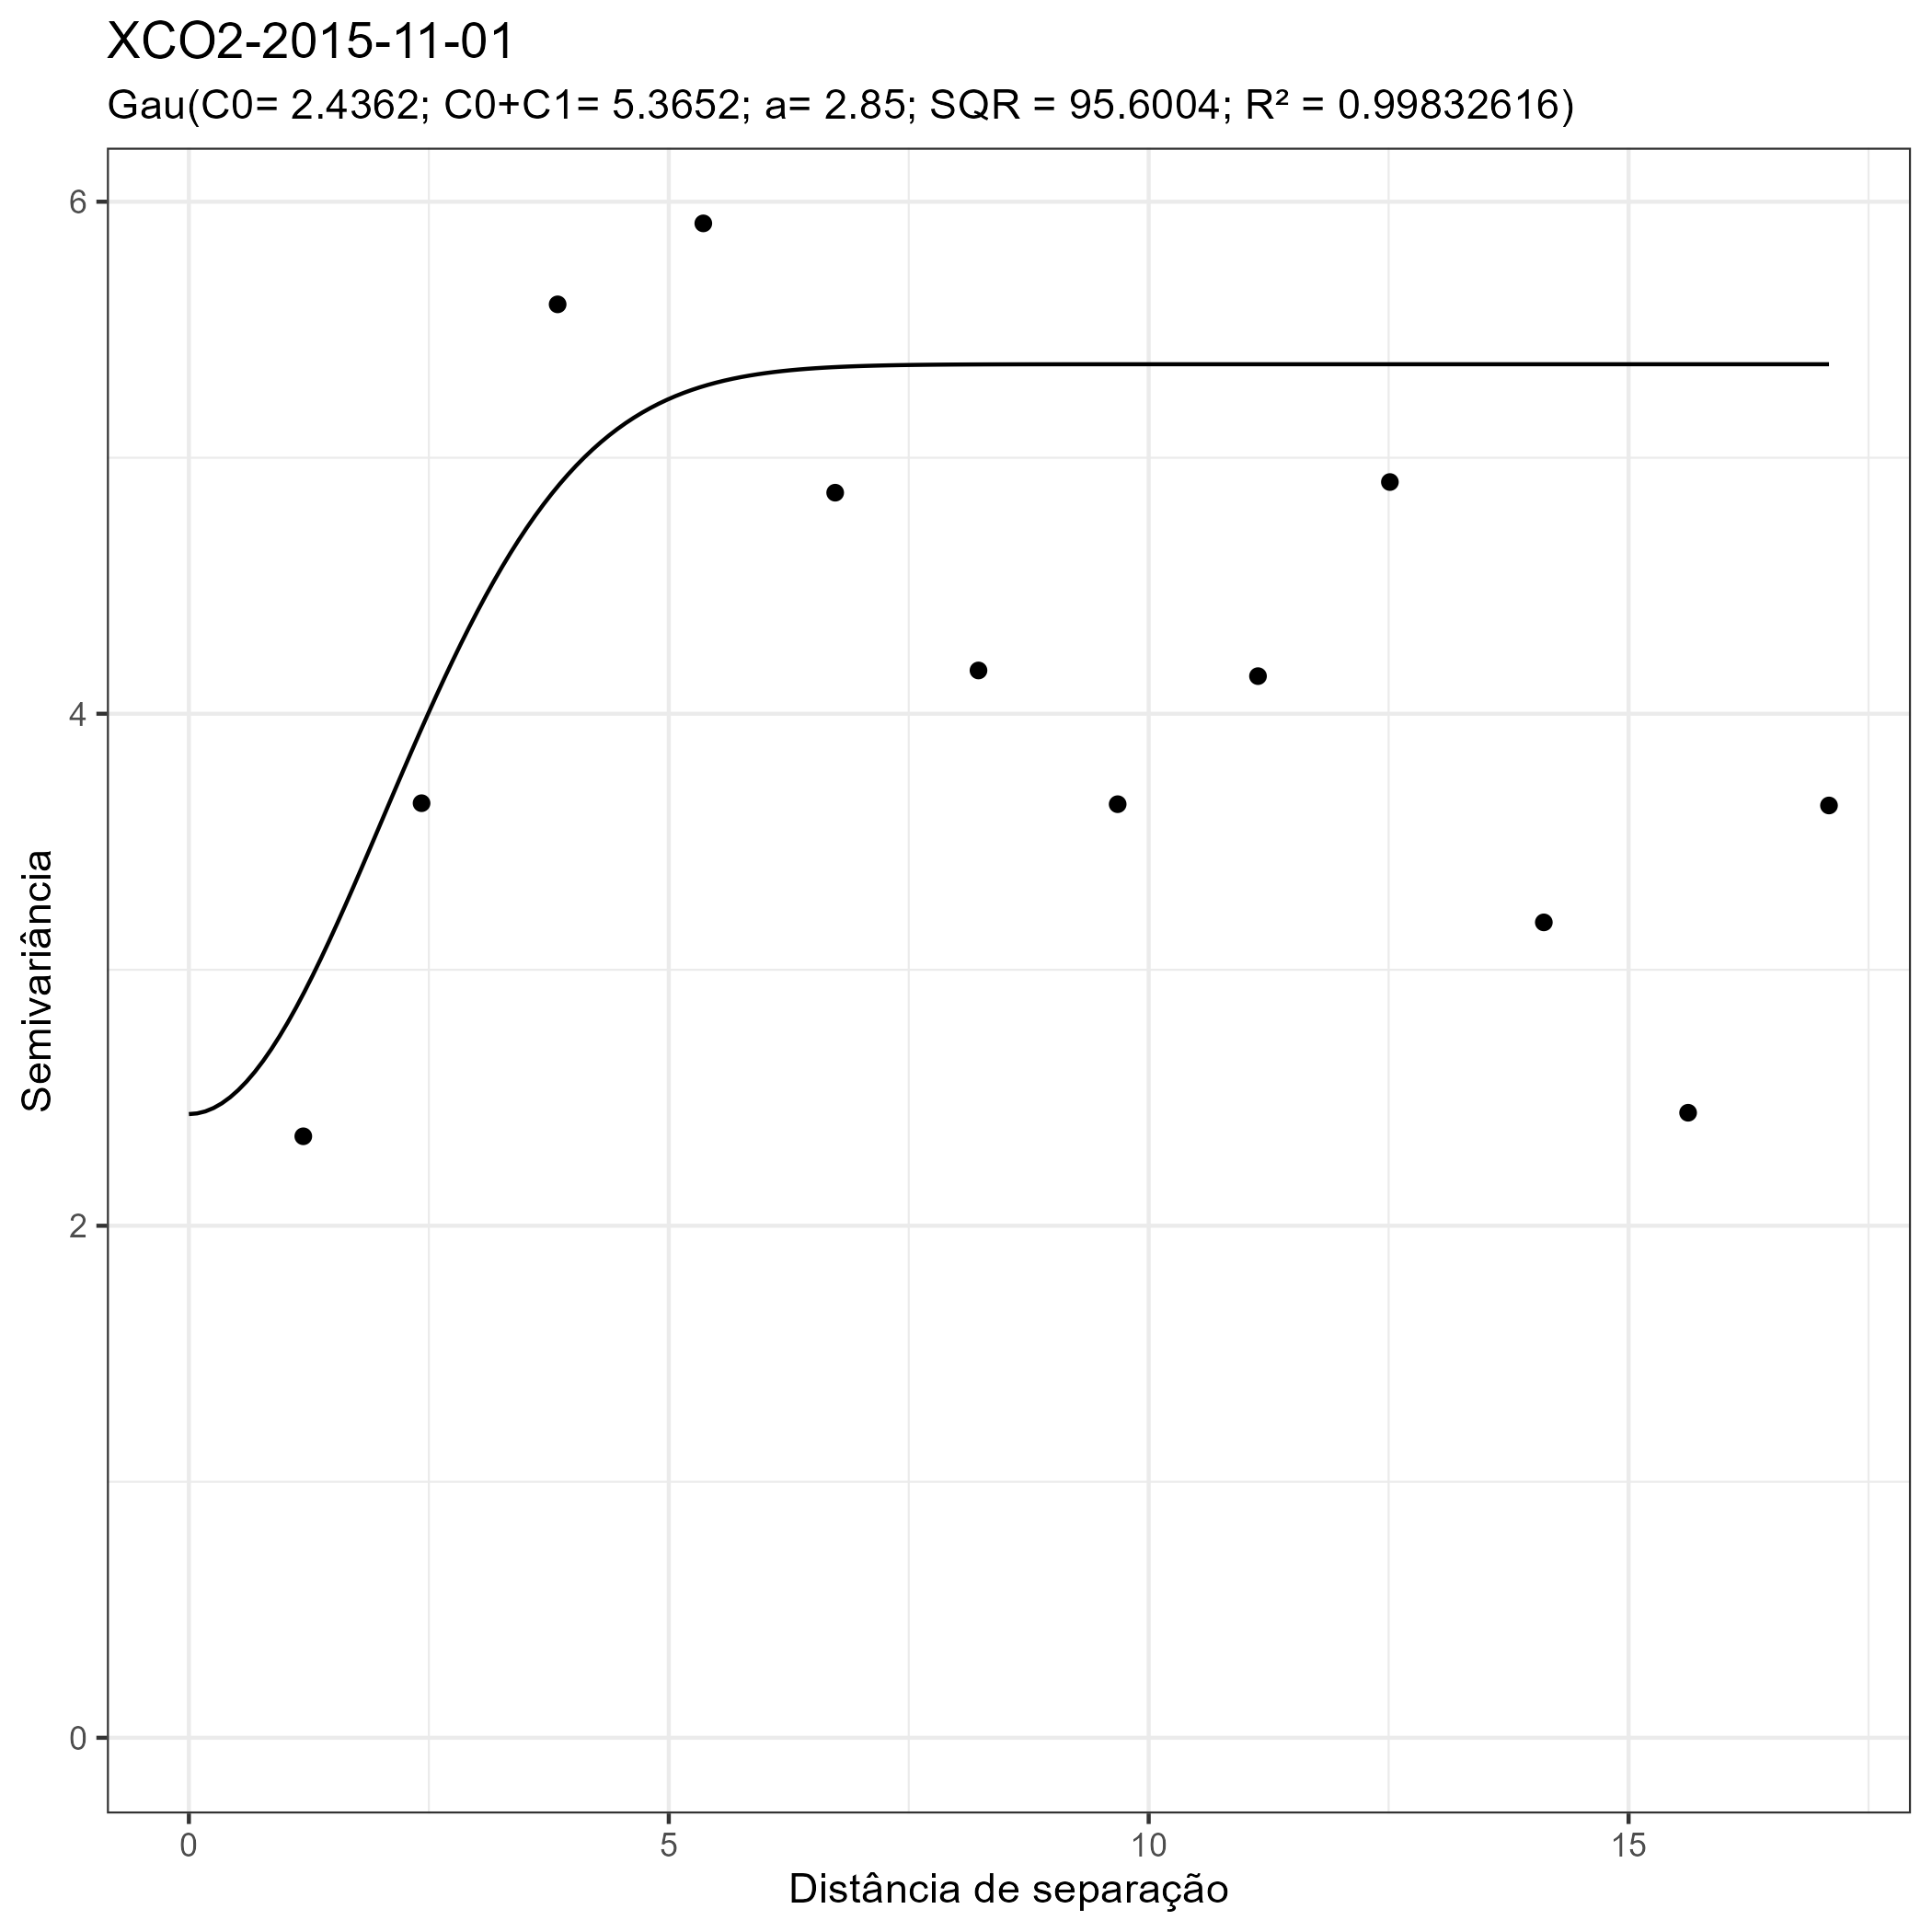 XCO2-2015-11-01
Gau(C0= 2.4362; C0+C1= 5.3652; a= 2.85; SQR = 95.6004; R² = 0.99832616)
6
4
2
0
Semivariância
0 5 10 15
Distância de separação